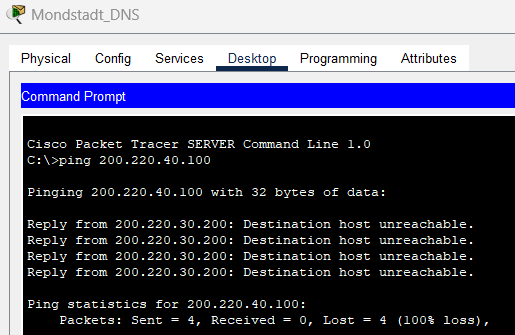 Mondstadt_DNS
Physical Config Services Desktop Programming Attributes
Command Prompt
Cisco Packet Tracer SERVER Command Line 1.0
C:\>ping 200.220.40.100
Pinging 200.220.40.100 with 32 bytes of data:
Reply from 200.220.30.200: Destination host unreachable.
Reply from 200.220.30.200: Destination host unreachable.
Reply from 200.220.30.200: Destination host unreachable.
Reply from 200.220.30.200: Destination host unreachable.
Ping statistics for 200.220.40.100:
Packets: Sent = 4, Received = 0, Lost = 4 (100% loss),